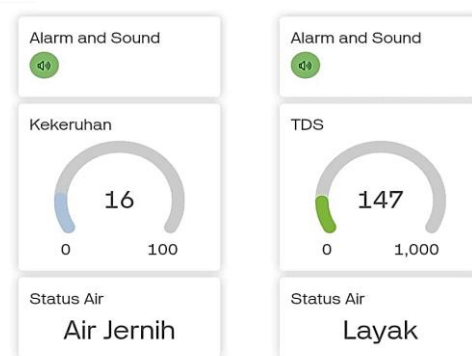 Alarm and Sound
Kekeruhan
16
0 100
Status Air
Air Jernih
Alarm and Sound
TDS
147
0 1,000
Status Air
Layak